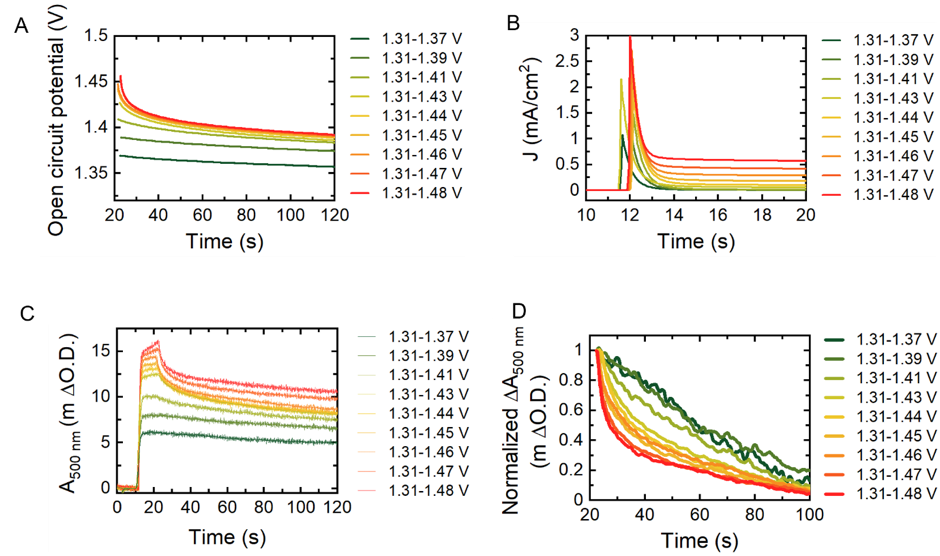 A
Open circuit potential (V)
1.5
1.45
1.4
1.35
20 40 60 80 100 120
Time (s)
1.31-1.37 V
1.31-1.39 V
1.31-1.41 V
1.31-1.43 V
1.31-1.44 V
1.31-1.45 V
1.31-1.46 V
1.31-1.47 V
1.31-1.48 V
B
J (mA/cm²)
3
2.5
2
1.5
1
0.5
0
10 12 14 16 18 20
Time (s)
1.31-1.37 V
1.31-1.39 V
1.31-1.41 V
1.31-1.43 V
1.31-1.44 V
1.31-1.45 V
1.31-1.46 V
1.31-1.47 V
1.31-1.48 V
C
A500 nm (m ΔO.D.)
15
10
5
0
0 20 40 60 80 100 120
Time (s)
1.31-1.37 V
1.31-1.39 V
1.31-1.41 V
1.31-1.43 V
1.31-1.44 V
1.31-1.45 V
1.31-1.46 V
1.31-1.47 V
1.31-1.48 V
D
Normalized ΔA500 nm
(m ΔO.D.)
1
0.8
0.6
0.4
0.2
0
20 40 60 80 100
Time (s)
1.31-1.37 V
1.31-1.39 V
1.31-1.41 V
1.31-1.43 V
1.31-1.44 V
1.31-1.45 V
1.31-1.46 V
1.31-1.47 V
1.31-1.48 V